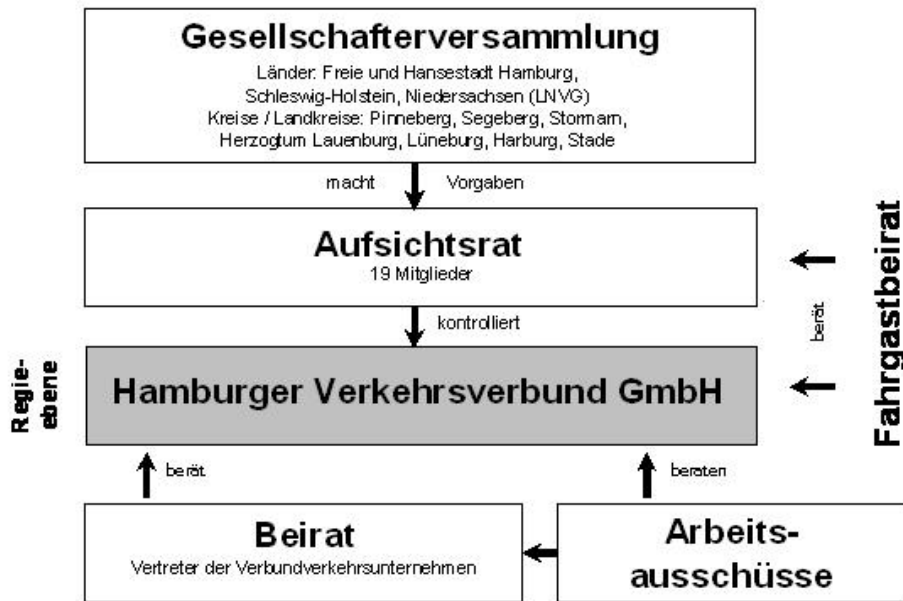 Gesellschafterversammlung
Länder: Freie und Hansestadt Hamburg,
Schleswig-Holstein, Niedersachsen (LNVG)
Kreise / Landkreise: Pinneberg, Segeberg, Stormarn,
Herzogtum Lauenburg, Lüneburg, Harburg, Stade
macht Vorgaben
Aufsichtsrat
19 Mitglieder
kontrolliert
Fahrgastbeirat
berät
Regie-
ebene
Hamburger Verkehrsverbund GmbH
berät
beraten
Beirat
Vertreter der Verbundverkehrsunternehmen
Arbeits-
ausschüsse